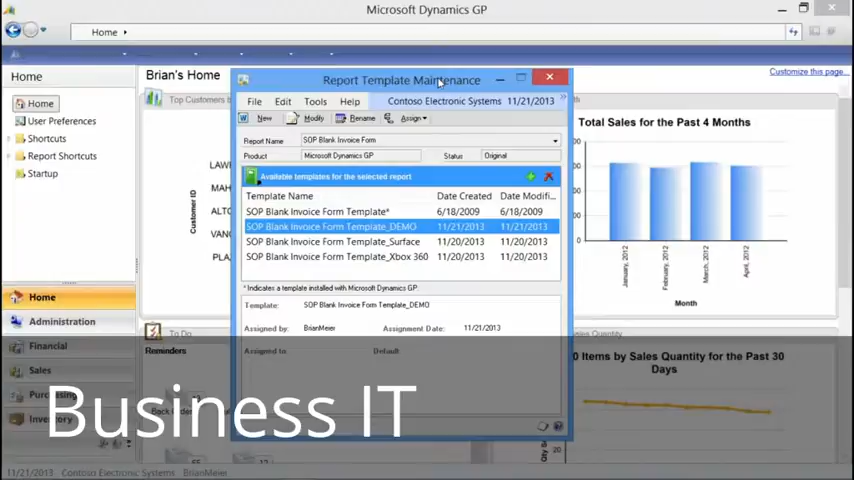 Microsoft Dynamics GP
Home
Home
Home
User Preferences
Shortcuts
Report Shortcuts
Startup
Home
Administration
Financial
Sales
Purchasing
Inventory
Brian's Home
Customize this page...
Top Customers b
LAW
MAH
ALTO
VANC
PLA
Customer ID
To Do
Reminders
Report Template Maintenance
File Edit Tools Help
Contoso Electronic Systems 11/21/2013
New Modify Rename Assign
Report Name SOP Blank Invoice Form
Product Microsoft Dynamics GP Status Original
Available templates for the selected report
Template Name Date Created Date Modifi...
SOP Blank Invoice Form Template* 6/18/2009 6/18/2009
SOP Blank Invoice Form Template_DEMO 11/21/2013 11/21/2013
SOP Blank Invoice Form Template_Surface 11/20/2013 11/20/2013
SOP Blank Invoice Form Template_Xbox 360 11/20/2013 11/20/2013
* Indicates a template installed with Microsoft Dynamics GP.
Template: SOP Blank Invoice Form Template_DEMO
Assigned by: BrianMeier Assignment Date: 11/21/2013
Assigned to: Default
Total Sales for the Past 4 Months
January, 2012
February, 2012
March, 2012
April, 2012
Month
s Quantity
0 Items by Sales Quantity for the Past 30
Days
20
Business IT
11/21/2013 Contoso Electronic Systems BrianMeier